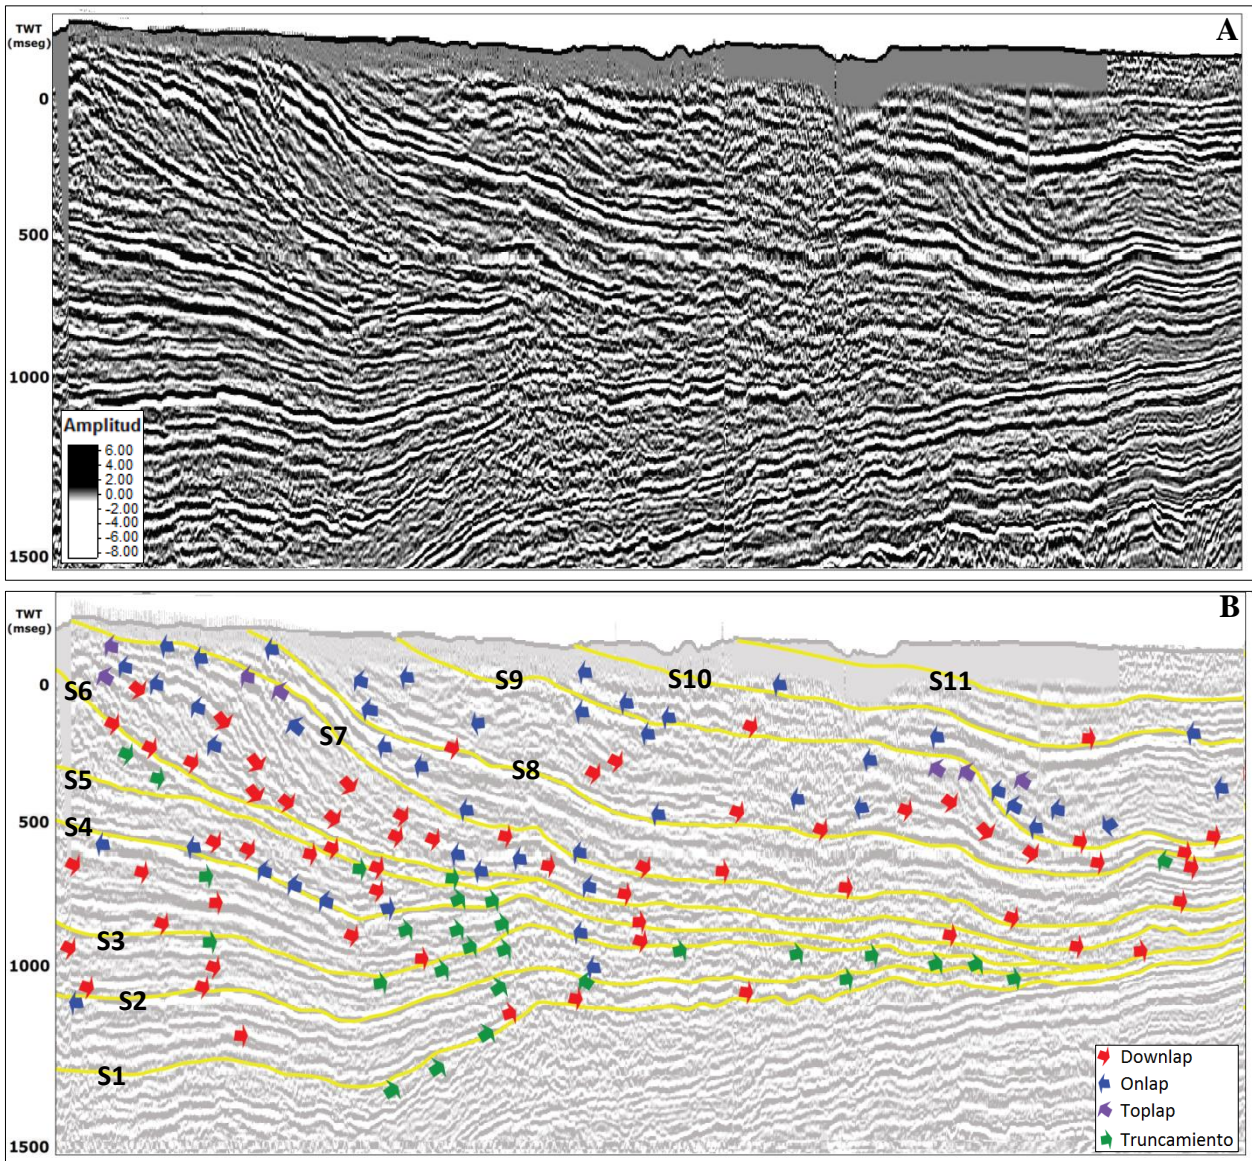 TWT
(mseg)
A
0
500
1000
1500
Amplitud
6.00
4.00
2.00
0.00
-2.00
-4.00
-6.00
-8.00
TWT
(mseg)
B
0
500
1000
1500
S6
S5
S4
S3
S2
S1
S7
S8
S9
S10
S11
Downlap
Onlap
Toplap
Truncamiento